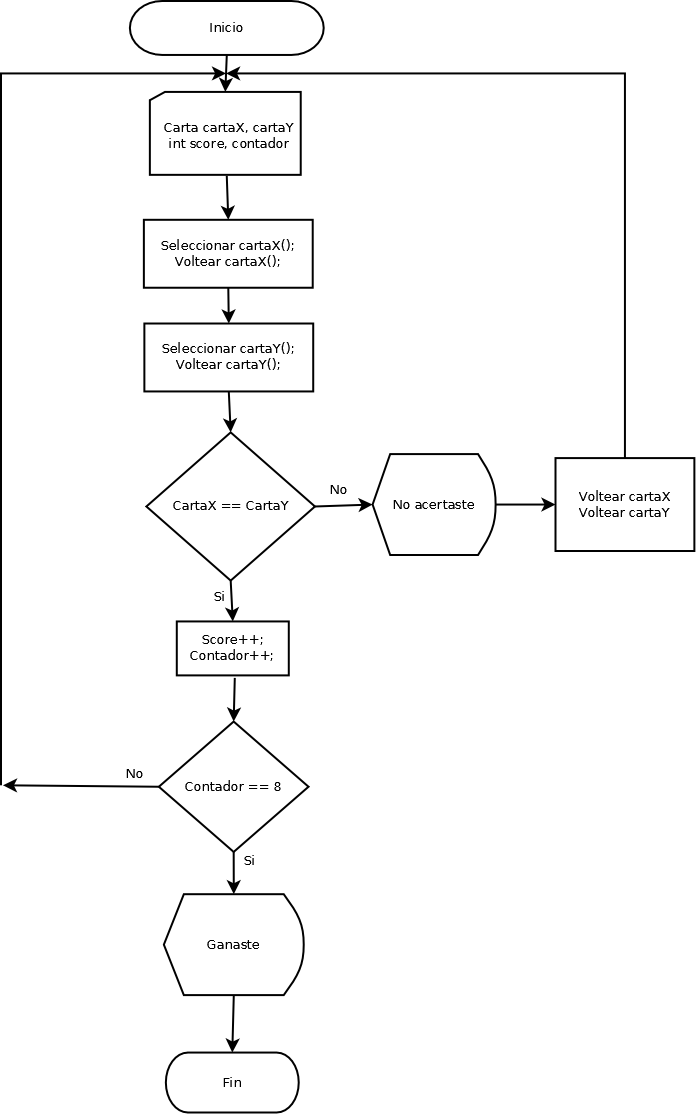 Inicio
Carta cartaX, cartaY
int score, contador
Seleccionar cartaX();
Voltear cartaX();
Seleccionar cartaY();
Voltear cartaY();
CartaX == CartaY
No
No acertaste
Voltear cartaX
Voltear cartaY
Si
Score++;
Contador++;
No
Contador == 8
Si
Ganaste
Fin